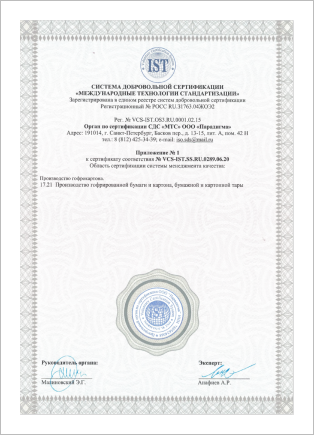 IST
СИСТЕМА ДОБРОВОЛЬНОЙ СЕРТИФИКАЦИИ
«МЕЖДУНАРОДНЫЕ ТЕХНОЛОГИИ СТАНДАРТИЗАЦИИ»
Зарегистрирована в едином реестре систем добровольной сертификации
Регистрационный № РОСС RU.З1763.04ЖОЭ2
Рег. № VCS-IST.OS3.RU.0001.02.15
Орган по сертификации СДС «МТС» ООО «Парадигма»
Адрес: 191014, г. Санкт-Петербург, Басков пер., д. 13-15, лит. А, пом. 42 Н
тел.: 8 (812) 425-34-39; e-mail: iso.sds@mail.ru
Приложение № 1
к сертификату соответствия № VCS-IST.SS.RU.0289.06.20
Область сертификации системы менеджмента качества:
Производство гофрокартона.
17.21 Производство гофрированной бумаги и картона, бумажной и картонной тары
IST
Руководитель органа:
Эксперт:
Малиновский Э.Г.
Анафиев А.Р.